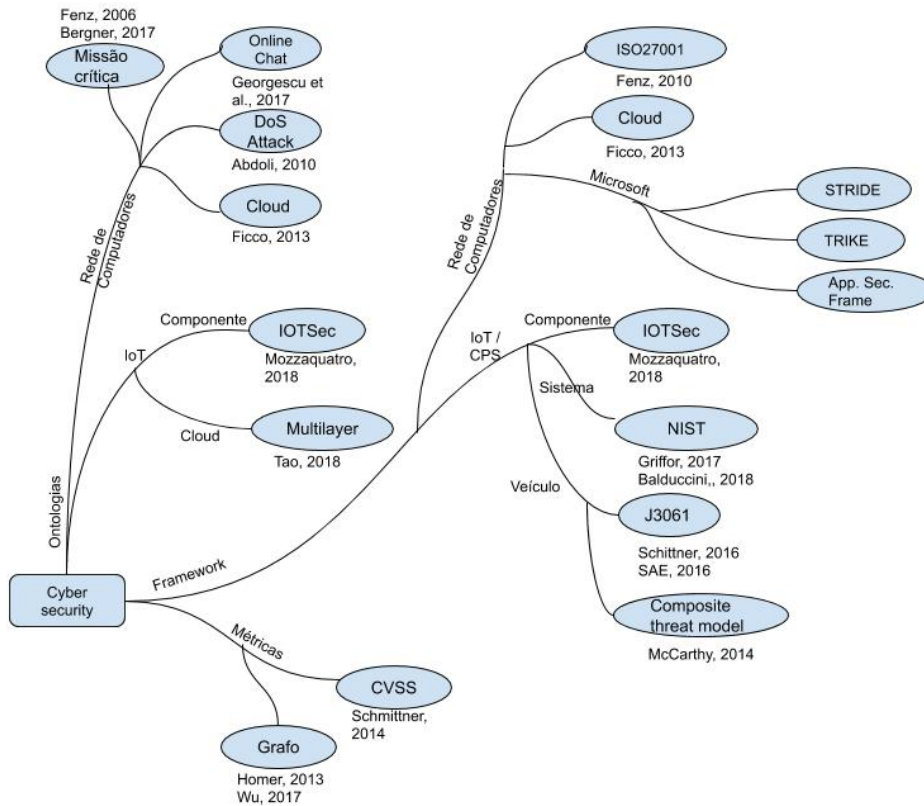 Fenz, 2006
Bergner, 2017
Missão
crítica
Online
Chat
Georgescu et
al., 2017
DoS
Attack
Abdoli, 2010
Cloud
Ficco, 2013
Rede de
Computadores
ISO27001
Fenz, 2010
Cloud
Ficco, 2013
Microsoft
STRIDE
TRIKE
App. Sec.
Frame
Rede de
Computadores
Componente
IOTSec
Mozzaquatro,
2018
IoT
Cloud
Multilayer
Tao, 2018
Ontologias
IoT /
CPS
Componente
IOTSec
Mozzaquatro,
2018
Sistema
NIST
Griffor, 2017
Balduccini,, 2018
Veículo
J3061
Schittner, 2016
SAE, 2016
Composite
threat model
McCarthy, 2014
Cyber
security
Framework
Métricas
CVSS
Schmittner,
2014
Grafo
Homer, 2013
Wu, 2017